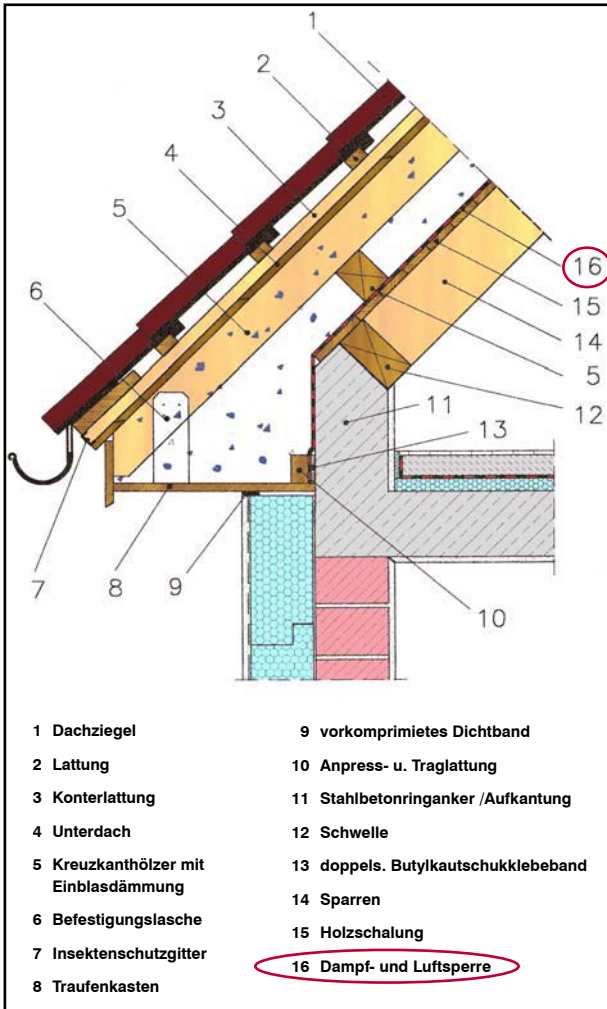 1
2
3
4
5
6
16
15
14
5
12
11
13
7
8
9
10
1 Dachziegel
2 Lattung
3 Konterlattung
4 Unterdach
5 Kreuzkanthölzer mit
Einblasdämmung
6 Befestigungslasche
7 Insektenschutzgitter
8 Traufenkasten
9 vorkomprimietes Dichtband
10 Anpress- u. Traglattung
11 Stahlbetonringanker /Aufkantung
12 Schwelle
13 doppels. Butylkautschukklebeband
14 Sparren
15 Holzschalung
16 Dampf- und Luftsperre